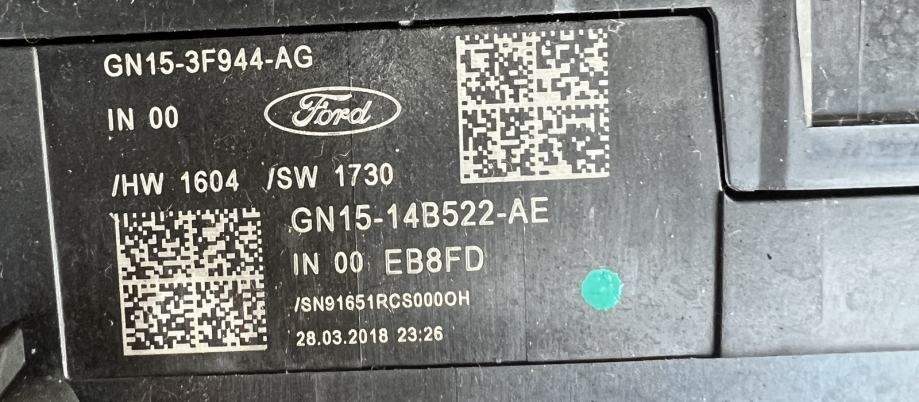 GN15-3F944-AG
IN 00
Ford
/HW 1604 /SW 1730
GN15-14B522-AE
IN 00 EB8FD
/SN91651RCS000OH
28.03.2018 23:26